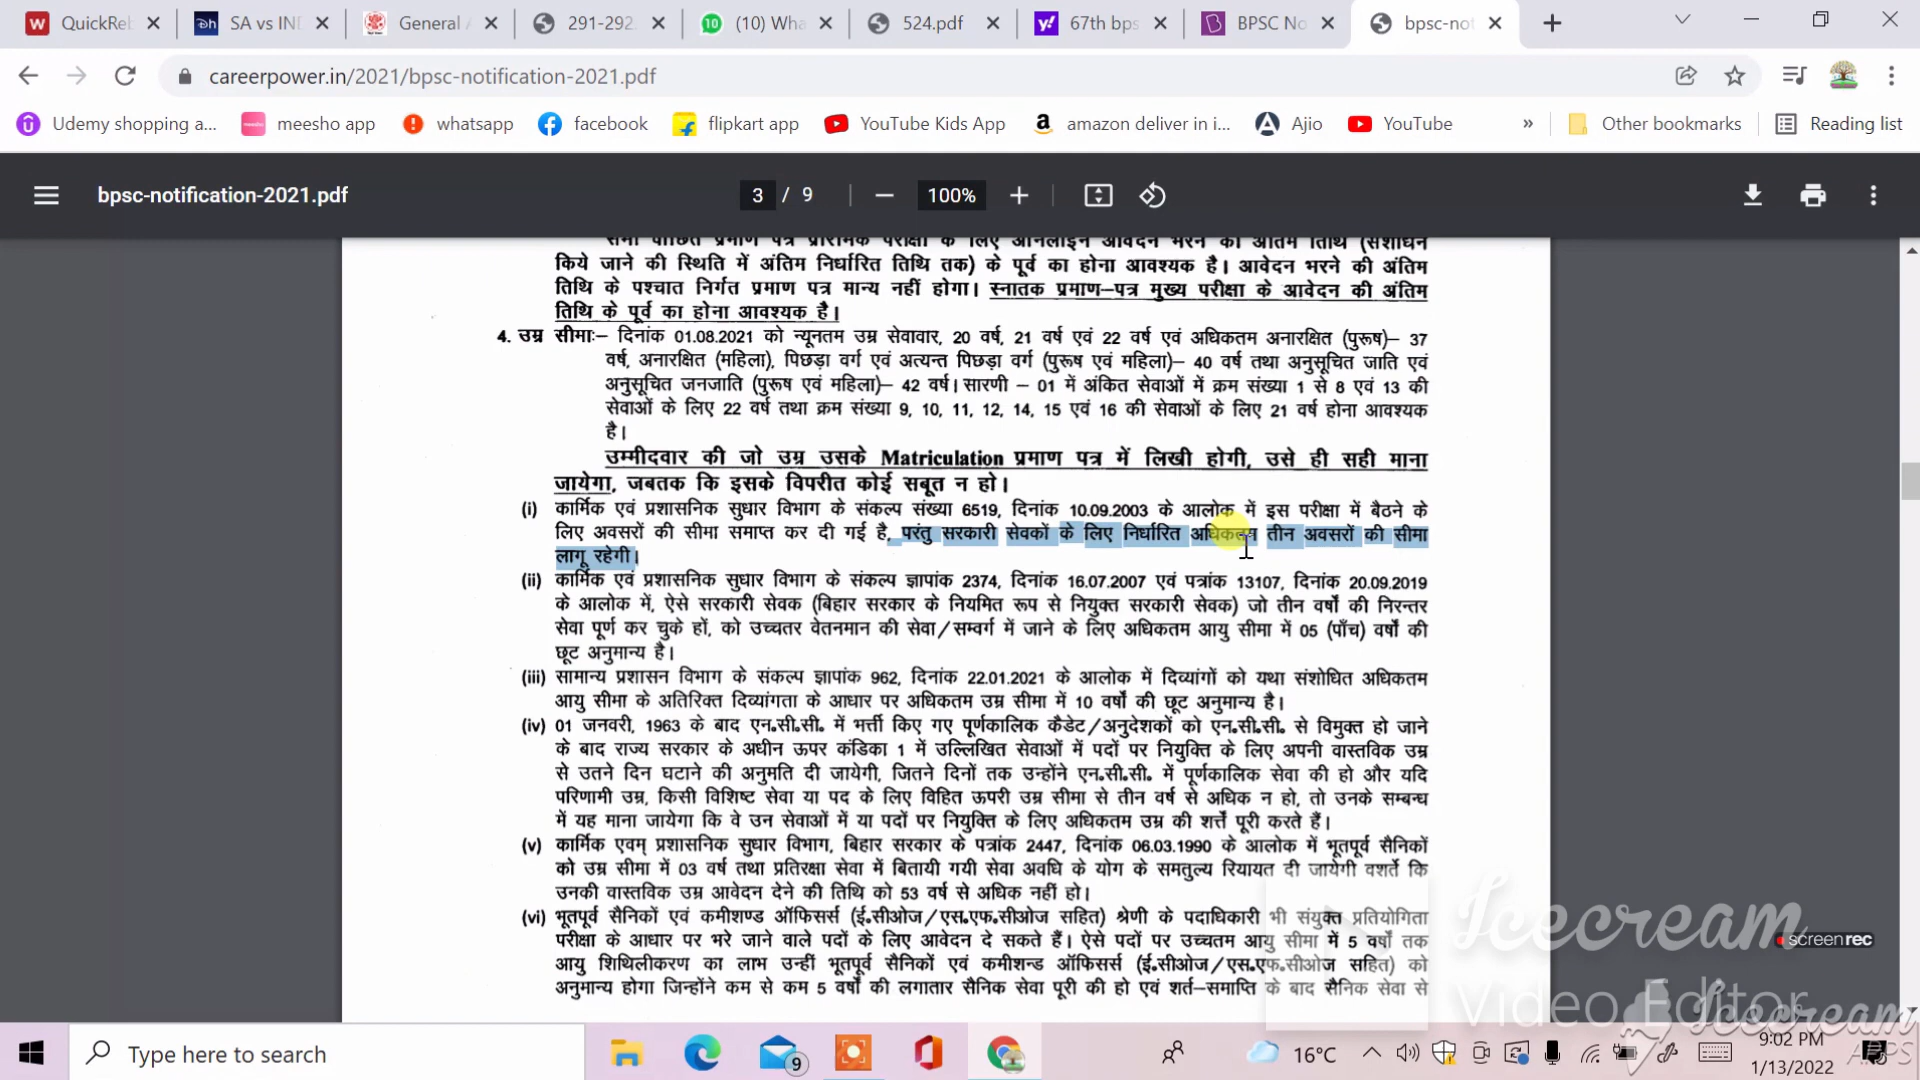 QuickReb
SA vs IND
General A
291-292.
(10) Wha
524.pdf
67th bps
BPSC No
bpsc-not
careerpower.in/2021/bpsc-notification-2021.pdf
Udemy shopping a...
meesho app
whatsapp
facebook
flipkart app
YouTube Kids App
amazon deliver in i...
Ajio
YouTube
»
Other bookmarks
Reading list
bpsc-notification-2021.pdf
3 / 9
100%
सभी वांछित प्रमाण पत्र प्रारंभिक परीक्षा के लिए ऑनलाइन आवेदन भरने की अंतिम तिथि (संशोधन
किये जाने की स्थिति में अंतिम निर्धारित तिथि तक) के पूर्व का होना आवश्यक है। आवेदन भरने की अंतिम
तिथि के पश्चात निर्गत प्रमाण पत्र मान्य नहीं होगा। स्नातक प्रमाण–पत्र मुख्य परीक्षा के आवेदन की अंतिम
तिथि के पूर्व का होना आवश्यक है।
4. उम्र सीमाः– दिनांक 01.08.2021 को न्यूनतम उम्र सेवावार, 20 वर्ष, 21 वर्ष एवं 22 वर्ष एवं अधिकतम अनारक्षित (पुरूष)– 37
वर्ष, अनारक्षित (महिला), पिछड़ा वर्ग एवं अत्यन्त पिछड़ा वर्ग (पुरूष एवं महिला)– 40 वर्ष तथा अनुसूचित जाति एवं
अनुसूचित जनजाति (पुरूष एवं महिला)– 42 वर्ष। सारणी – 01 में अंकित सेवाओं में क्रम संख्या 1 से 8 एवं 13 की
सेवाओं के लिए 22 वर्ष तथा क्रम संख्या 9, 10, 11, 12, 14, 15 एवं 16 की सेवाओं के लिए 21 वर्ष होना आवश्यक
है।
उम्मीदवार की जो उम्र उसके Matriculation प्रमाण पत्र में लिखी होगी, उसे ही सही माना
जायेगा, जबतक कि इसके विपरीत कोई सबूत न हो।
(i) कार्मिक एवं प्रशासनिक सुधार विभाग के संकल्प संख्या 6519, दिनांक 10.09.2003 के आलोक में इस परीक्षा में बैठने के
लिए अवसरों की सीमा समाप्त कर दी गई है, परंतु सरकारी सेवकों के लिए निर्धारित अधिकतम तीन अवसरों की सीमा
लागू रहेगी।
(ii) कार्मिक एवं प्रशासनिक सुधार विभाग के संकल्प ज्ञापांक 2374, दिनांक 16.07.2007 एवं पत्रांक 13107, दिनांक 20.09.2019
के आलोक में, ऐसे सरकारी सेवक (बिहार सरकार के नियमित रूप से नियुक्त सरकारी सेवक) जो तीन वर्षों की निरन्तर
सेवा पूर्ण कर चुके हों, को उच्चतर वेतनमान की सेवा/सम्वर्ग में जाने के लिए अधिकतम आयु सीमा में 05 (पाँच) वर्षों की
छूट अनुमान्य है।
(iii) सामान्य प्रशासन विभाग के संकल्प ज्ञापांक 962, दिनांक 22.01.2021 के आलोक में दिव्यांगों को यथा संशोधित अधिकतम
आयु सीमा के अतिरिक्त दिव्यांगता के आधार पर अधिकतम उम्र सीमा में 10 वर्षों की छूट अनुमान्य है।
(iv) 01 जनवरी, 1963 के बाद एन.सी.सी. में भर्त्ती किए गए पूर्णकालिक कैडेट/अनुदेशकों को एन.सी.सी. से विमुक्त हो जाने
के बाद राज्य सरकार के अधीन ऊपर कंडिका 1 में उल्लिखित सेवाओं में पदों पर नियुक्ति के लिए अपनी वास्तविक उम्र
से उतने दिन घटाने की अनुमति दी जायेगी, जितने दिनों तक उन्होंने एन.सी.सी. में पूर्णकालिक सेवा की हो और यदि
परिणामी उम्र, किसी विशिष्ट सेवा या पद के लिए विहित ऊपरी उम्र सीमा से तीन वर्ष से अधिक न हो, तो उनके सम्बन्ध
में यह माना जायेगा कि वे उन सेवाओं में या पदों पर नियुक्ति के लिए अधिकतम उम्र की शर्त्तें पूरी करते हैं।
(v) कार्मिक एवम् प्रशासनिक सुधार विभाग, बिहार सरकार के पत्रांक 2447, दिनांक 06.03.1990 के आलोक में भूतपूर्व सैनिकों
को उम्र सीमा में 03 वर्ष तथा प्रतिरक्षा सेवा में बितायी गयी सेवा अवधि के योग के समतुल्य रियायत दी जायेगी वशर्ते कि
उनकी वास्तविक उम्र आवेदन देने की तिथि को 53 वर्ष से अधिक नहीं हो।
(vi) भूतपूर्व सैनिकों एवं कमीशण्ड ऑफिसर्स (ई.सीओज/एस.एफ.सीओज सहित) श्रेणी के पदाधिकारी भी संयुक्त प्रतियोगिता
परीक्षा के आधार पर भरे जाने वाले पदों के लिए आवेदन दे सकते हैं। ऐसे पदों पर उच्चतम आयु सीमा में 5 वर्षों तक
आयु शिथिलीकरण का लाभ उन्हीं भूतपूर्व सैनिकों एवं कमीशन्ड ऑफिसर्स (ई.सीओज/एस.एफ.सीओज सहित) को
अनुमान्य होगा जिन्होंने कम से कम 5 वर्षों की लगातार सैनिक सेवा पूरी की हो एवं शर्त–समाप्ति के बाद सैनिक सेवा से
Icecream
screenrec
Video Editor
Icecream
APPS
Type here to search
9
16°C
9:02 PM
1/13/2022